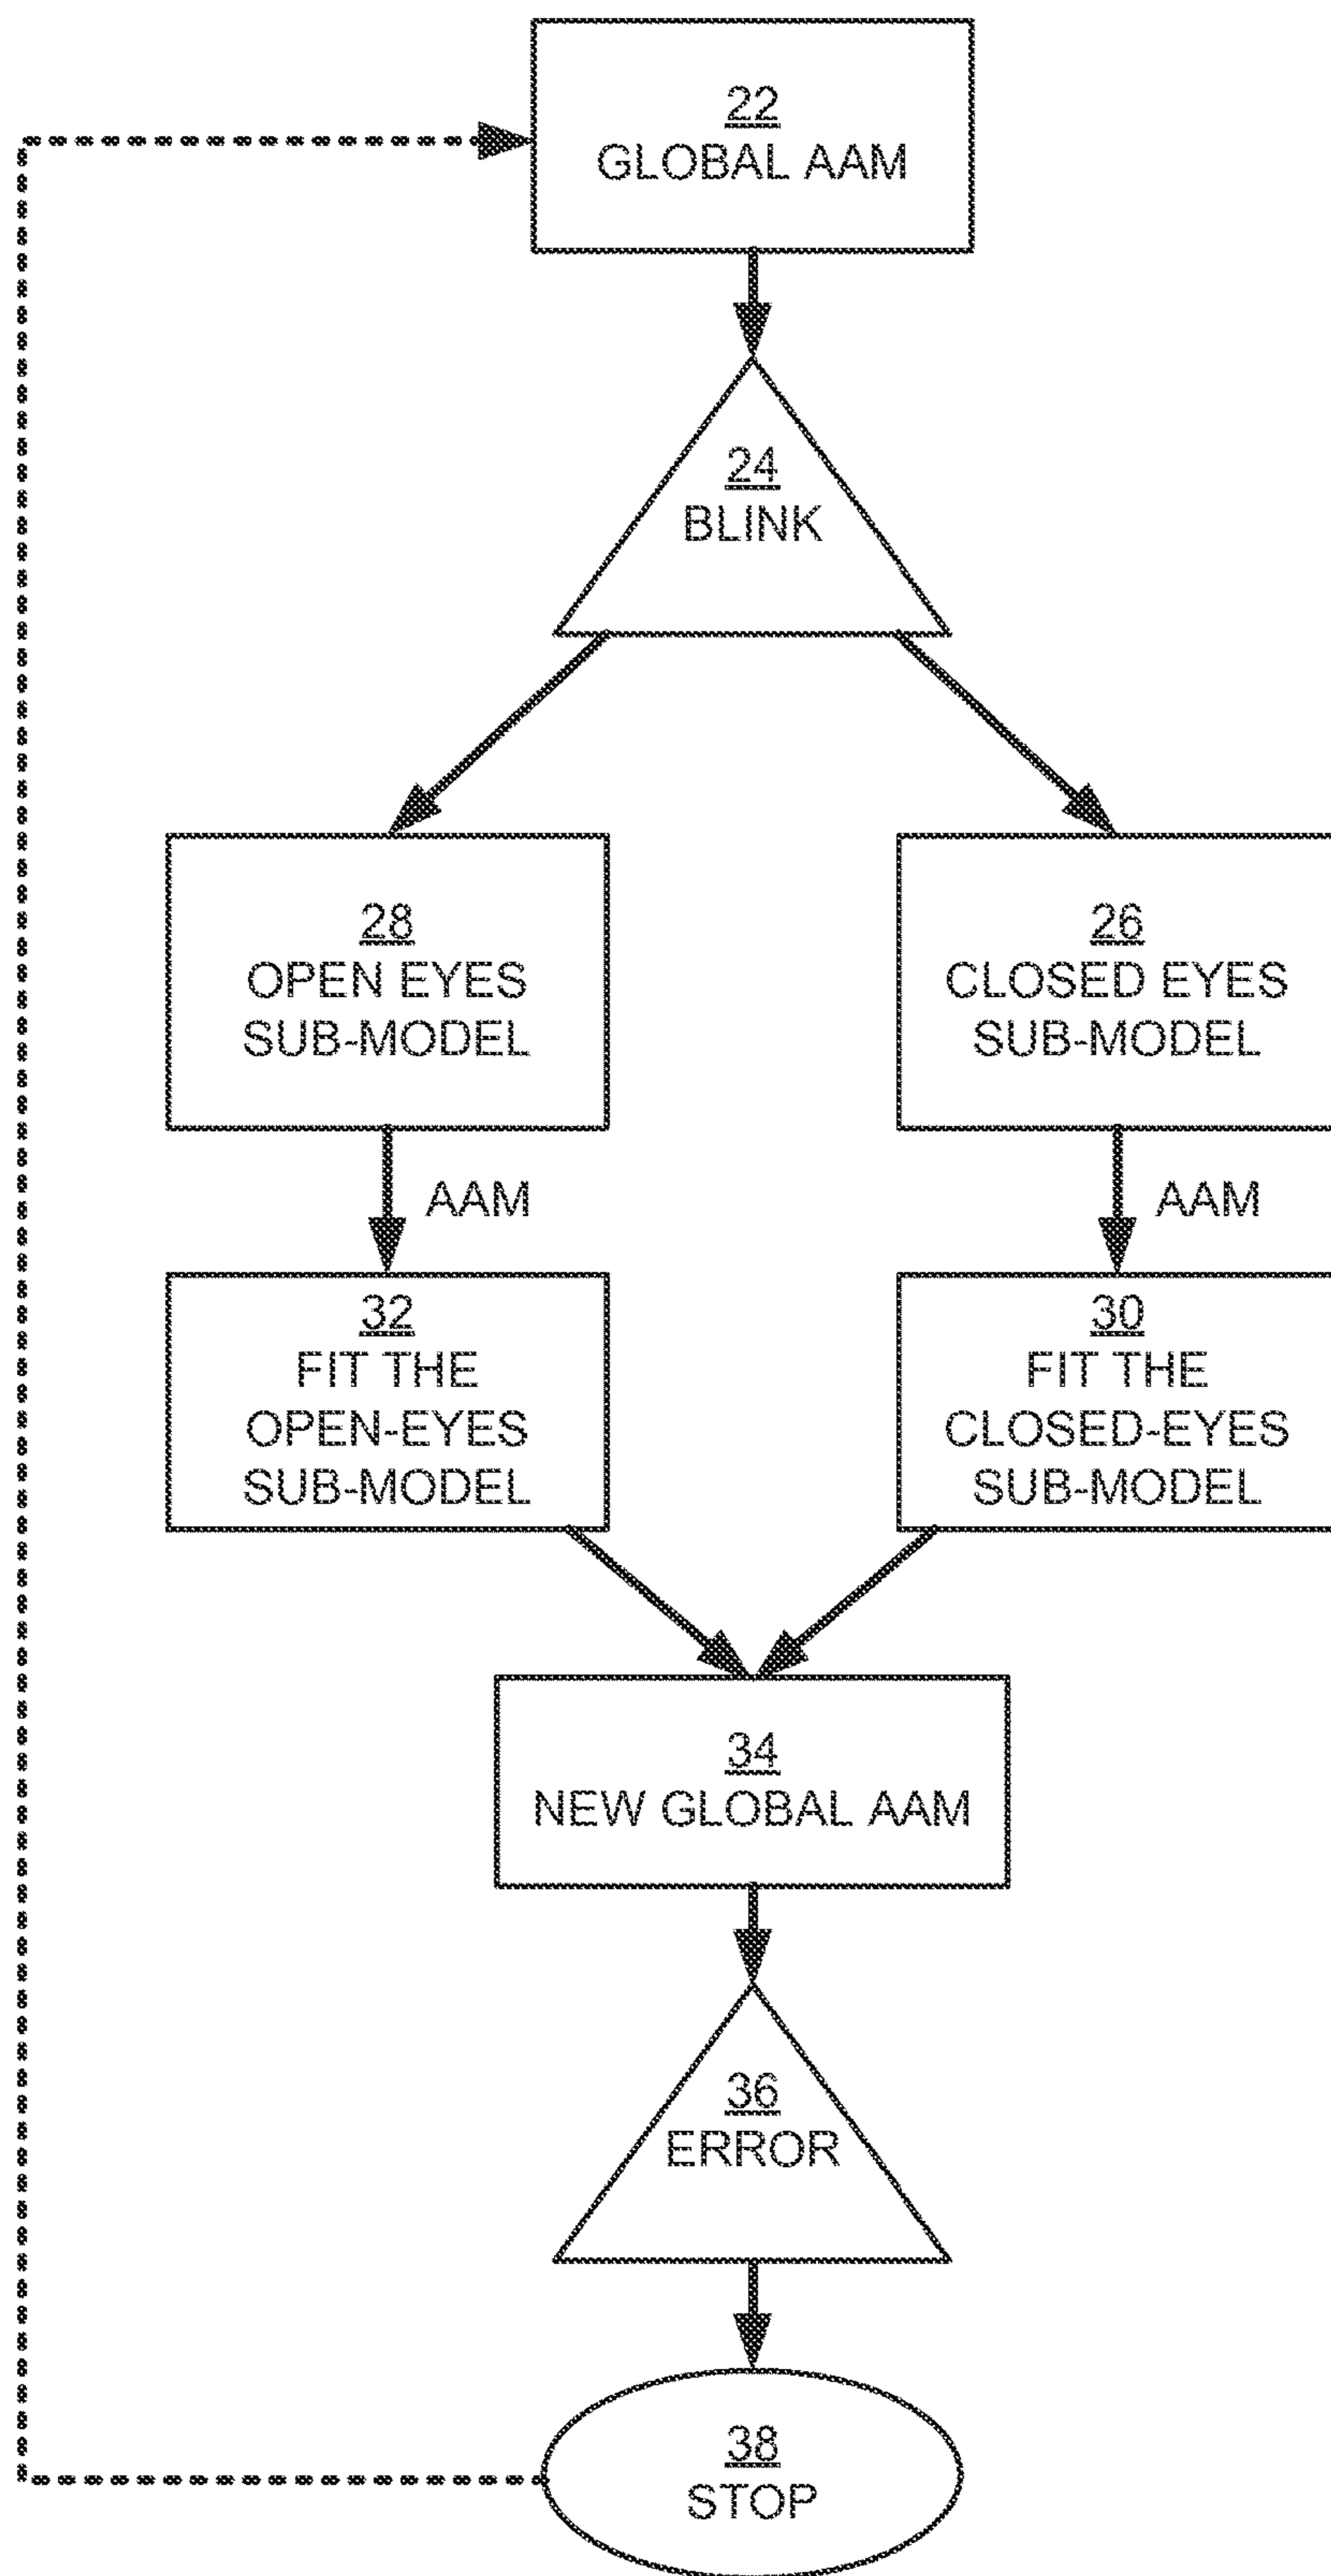 22
GLOBAL AAM
24
BLINK
28
OPEN EYES
SUB-MODEL
26
CLOSED EYES
SUB-MODEL
AAM
AAM
32
FIT THE
OPEN-EYES
SUB-MODEL
30
FIT THE
CLOSED-EYES
SUB-MODEL
34
NEW GLOBAL AAM
36
ERROR
38
STOP